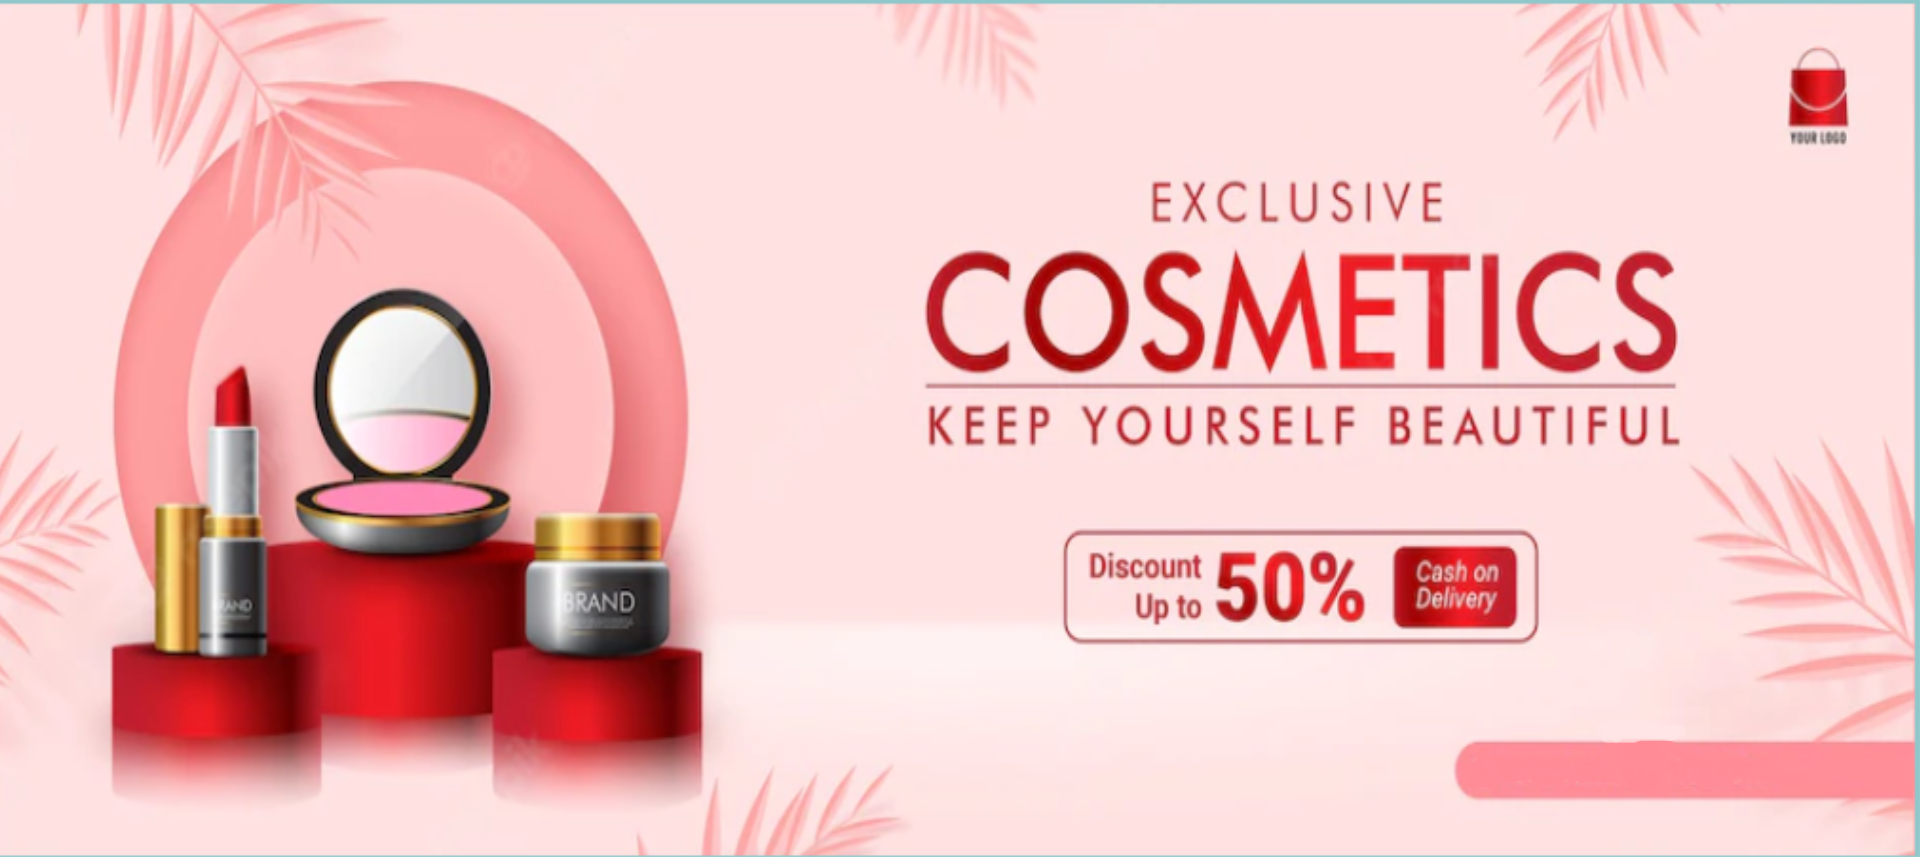 YOUR LOGO
EXCLUSIVE
COSMETICS
KEEP YOURSELF BEAUTIFUL
Discount
Up to
50%
Cash on
Delivery
BRAND
BRAND